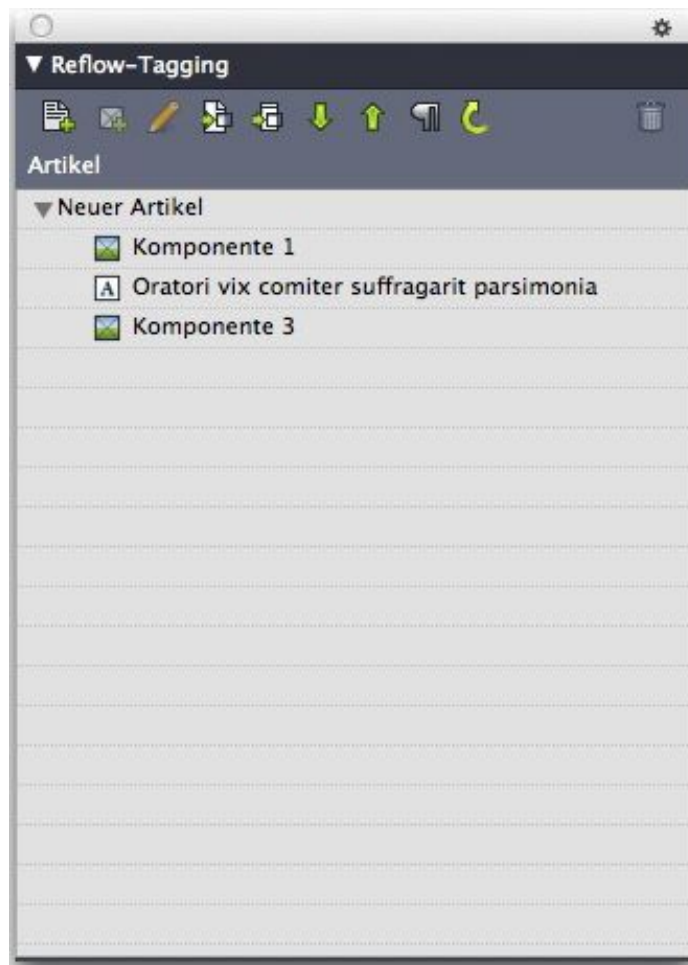 Reflow-Tagging
Artikel
Neuer Artikel
Komponente 1
A Oratori vix comiter suffragarit parsimonia
Komponente 3